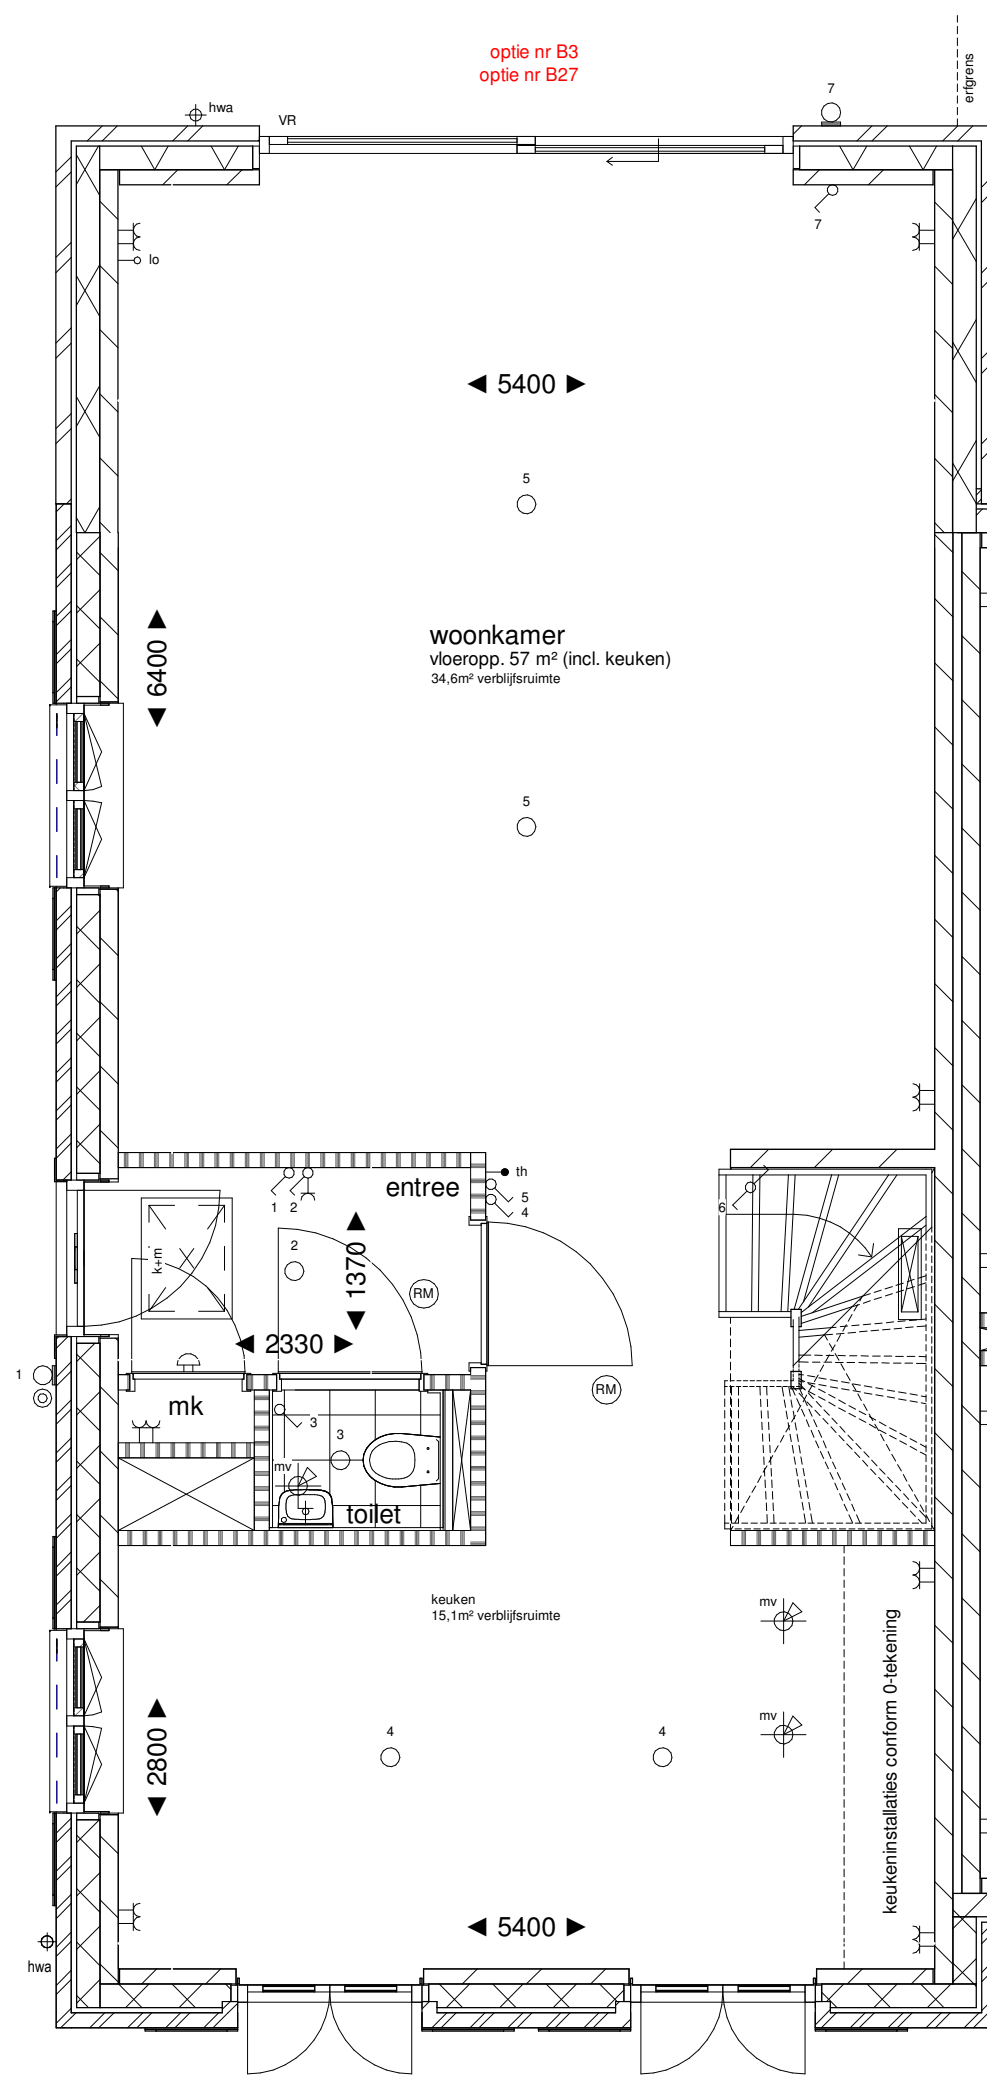 optie nr B3
optie nr B27
erfgrens
hwa
VR
7
7
lo
◄ 5400 ►
5
woonkamer
vloeropp. 57 m² (incl. keuken)
34,6m² verblijfsruimte
◄ 6400 ►
5
entree
th
5
4
1 2
6
2
k+m
◄ 1370 ►
RM
◄ 2330 ►
RM
1
mk
3
3
mv
toilet
keuken
15,1m² verblijfsruimte
mv
mv
4
4
◄ 2800 ►
keukeninstallaties conform 0-tekening
◄ 5400 ►
hwa